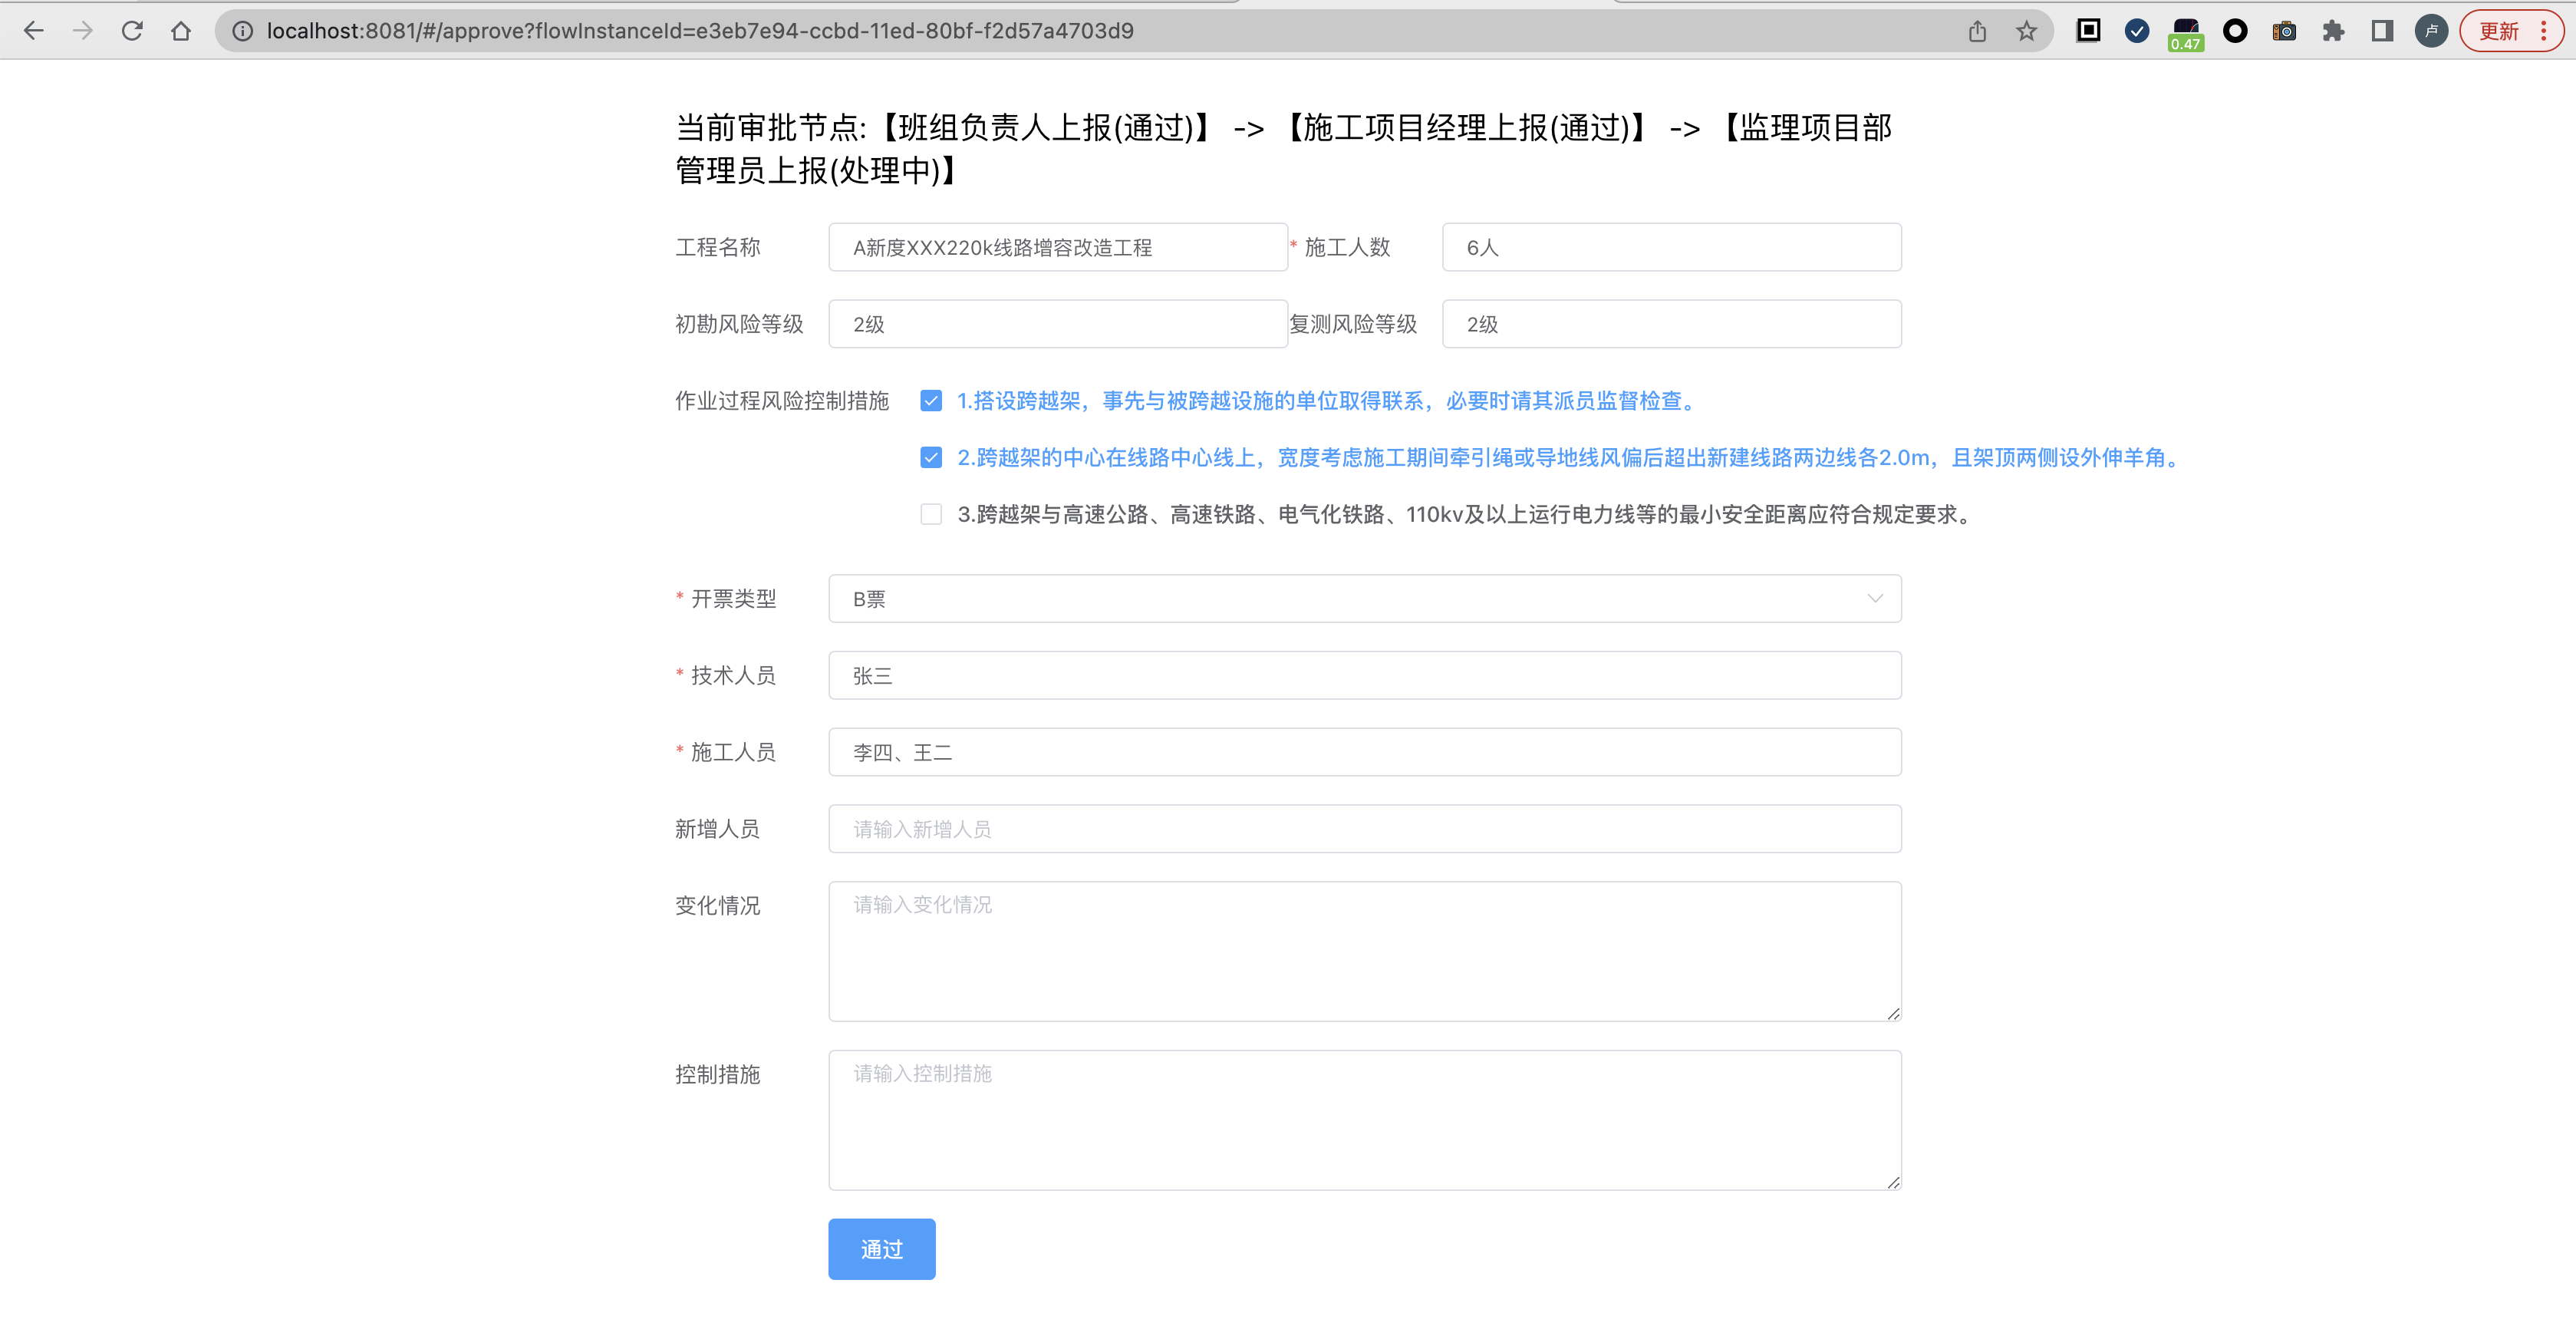 localhost:8081/#/approve?flowInstanceId=e3eb7e94-ccbd-11ed-80bf-f2d57a4703d9
0.47
卢
更新
当前审批节点:【班组负责人上报(通过)】 -> 【施工项目经理上报(通过)】 -> 【监理项目部
管理员上报(处理中)】
工程名称 A新度XXX220k线路增容改造工程 * 施工人数 6人
初勘风险等级 2级 复测风险等级 2级
作业过程风险控制措施 1.搭设跨越架，事先与被跨越设施的单位取得联系，必要时请其派员监督检查。
2.跨越架的中心在线路中心线上，宽度考虑施工期间牵引绳或导地线风偏后超出新建线路两边线各2.0m，且架顶两侧设外伸羊角。
3.跨越架与高速公路、高速铁路、电气化铁路、110kv及以上运行电力线等的最小安全距离应符合规定要求。
* 开票类型 B票
* 技术人员 张三
* 施工人员 李四、王二
新增人员 请输入新增人员
变化情况 请输入变化情况
控制措施 请输入控制措施
通过